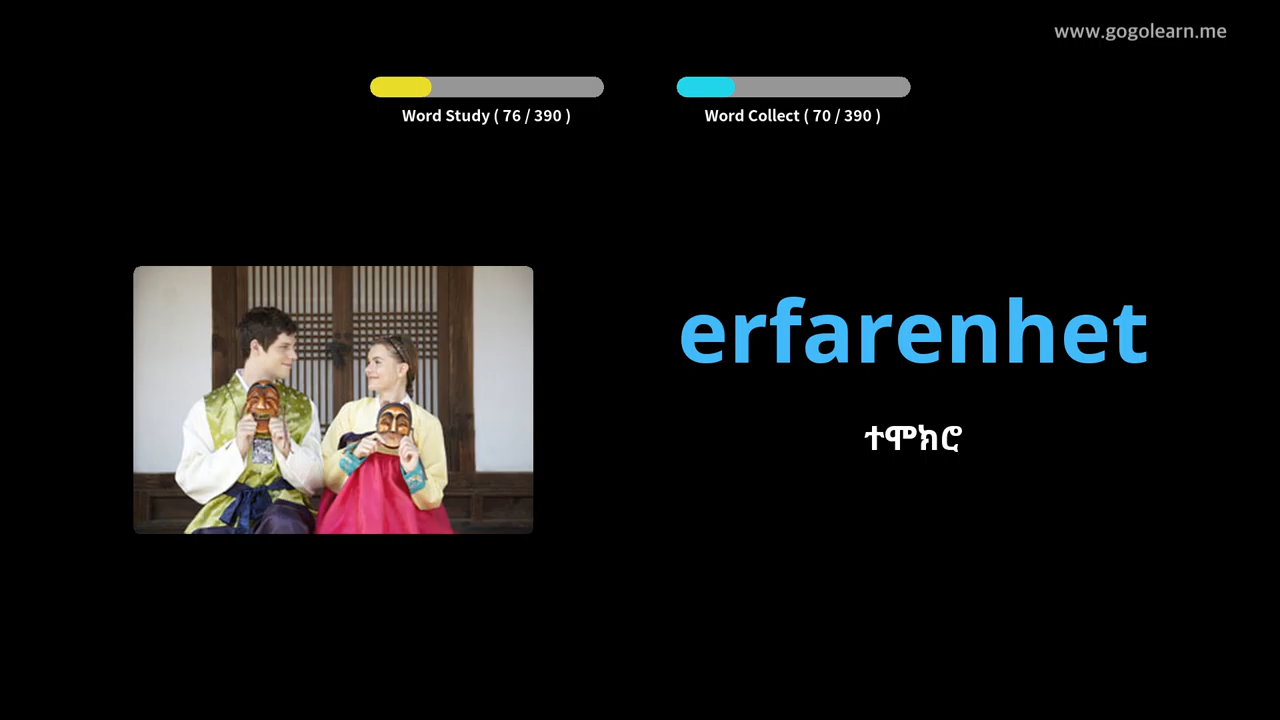 www.gogolearn.me
Word Study ( 76 / 390 )
Word Collect ( 70 / 390 )
erfarenhet
ተሞክሮ